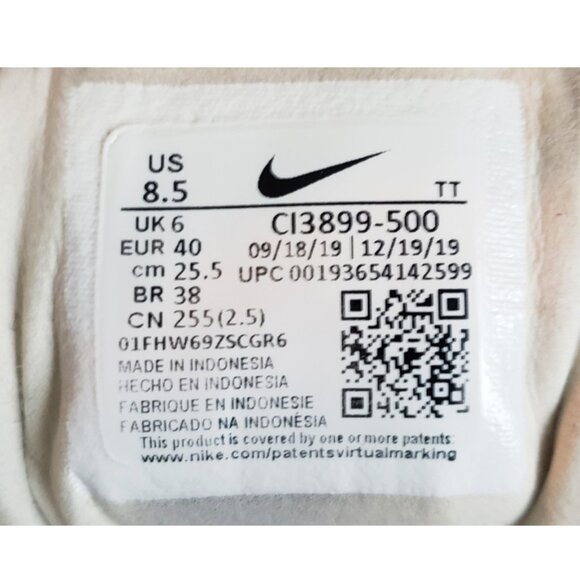 US
8.5
TT
UK 6
CI3899-500
EUR 40
09/18/19 | 12/19/19
cm 25.5
UPC 00193654142599
BR 38
CN 255(2.5)
01FHW69ZSCGR6
MADE IN INDONESIA
HECHO EN INDONESIA
FABRIQUE EN INDONESIE
FABRICADO NA INDONÉSIA
This product is covered by one or more patents:
www.nike.com/patentsvirtualmarking